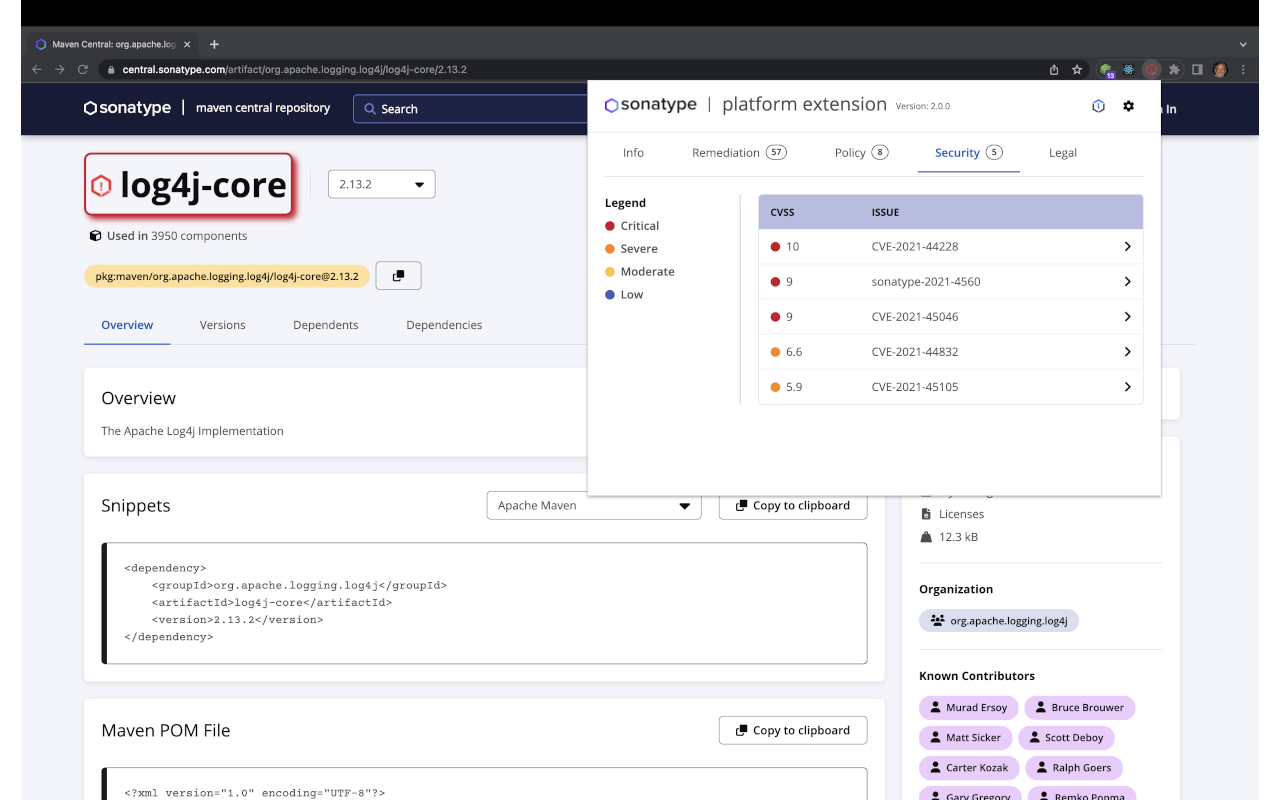 Maven Central: org.apache.log
central.sonatype.com/artifact/org.apache.logging.log4j/log4j-core/2.13.2
13
sonatype | maven central repository
Search
In
sonatype | platform extension Version: 2.0.0
Info Remediation 57 Policy 8 Security 5 Legal
Legend
Critical
Severe
Moderate
Low
CVSS ISSUE
10 CVE-2021-44228
9 sonatype-2021-4560
9 CVE-2021-45046
6.6 CVE-2021-44832
5.9 CVE-2021-45105
log4j-core
2.13.2
Used in 3950 components
pkg:maven/org.apache.logging.log4j/log4j-core@2.13.2
Overview Versions Dependents Dependencies
Overview
The Apache Log4j Implementation
Snippets
Apache Maven
Copy to clipboard
<dependency>
<groupId>org.apache.logging.log4j</groupId>
<artifactId>log4j-core</artifactId>
<version>2.13.2</version>
</dependency>
Maven POM File
Copy to clipboard
<?xml version="1.0" encoding="UTF-8"?>
Licenses
12.3 kB
Organization
org.apache.logging.log4j
Known Contributors
Murad Ersoy Bruce Brouwer
Matt Sicker Scott Deboy
Carter Kozak Ralph Goers
Gary Gregory Remko Popma